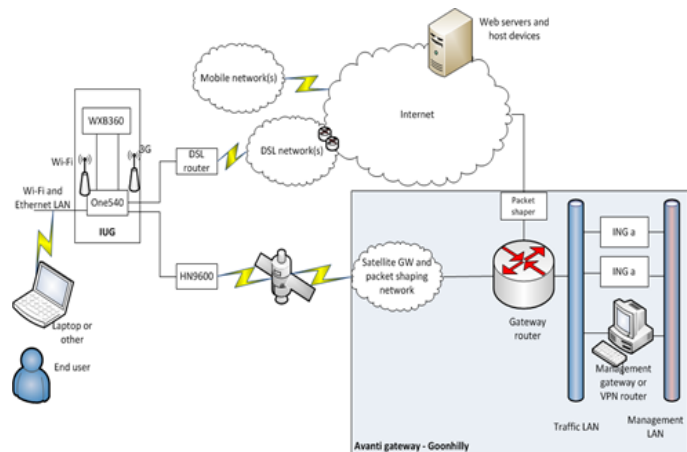 Web servers and
host devices
Mobile network(s)
Internet
WXB360
Wi-Fi
3G
DSL
router
DSL network(s)
Wi-Fi and
Ethernet LAN
One540
IUG
Packet
shaper
HN9600
Satellite GW and
packet shaping
network
ING a
ING a
Gateway
router
Laptop or
other
End user
Management
gateway or
VPN router
Traffic LAN
Management
LAN
Avanti gateway - Goonhilly